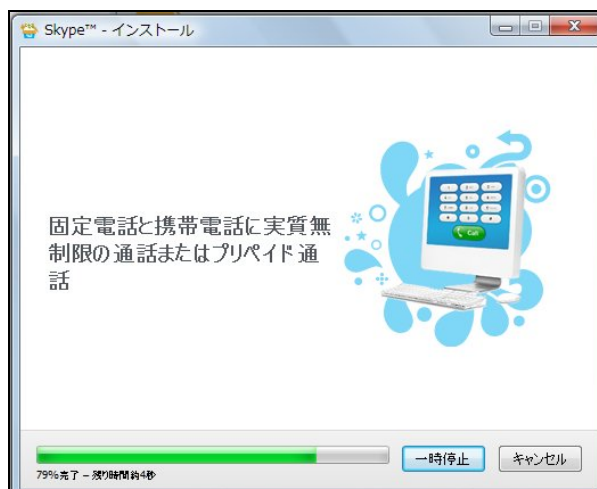 Skype™ - インストール
固定電話と携帯電話に実質無
制限の通話またはプリペイド通
話
Call
79%完了 - 残り時間約4秒
一時停止
キャンセル